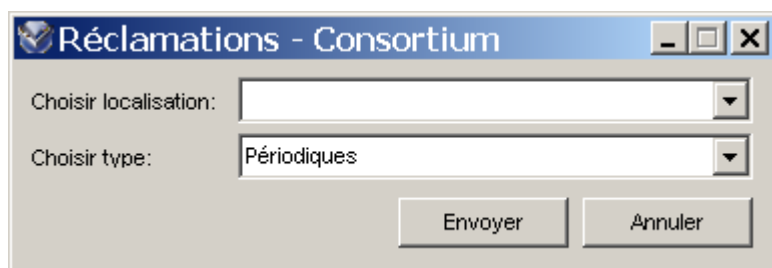 Réclamations - Consortium
Choisir localisation:
Choisir type: Périodiques
Envoyer Annuler